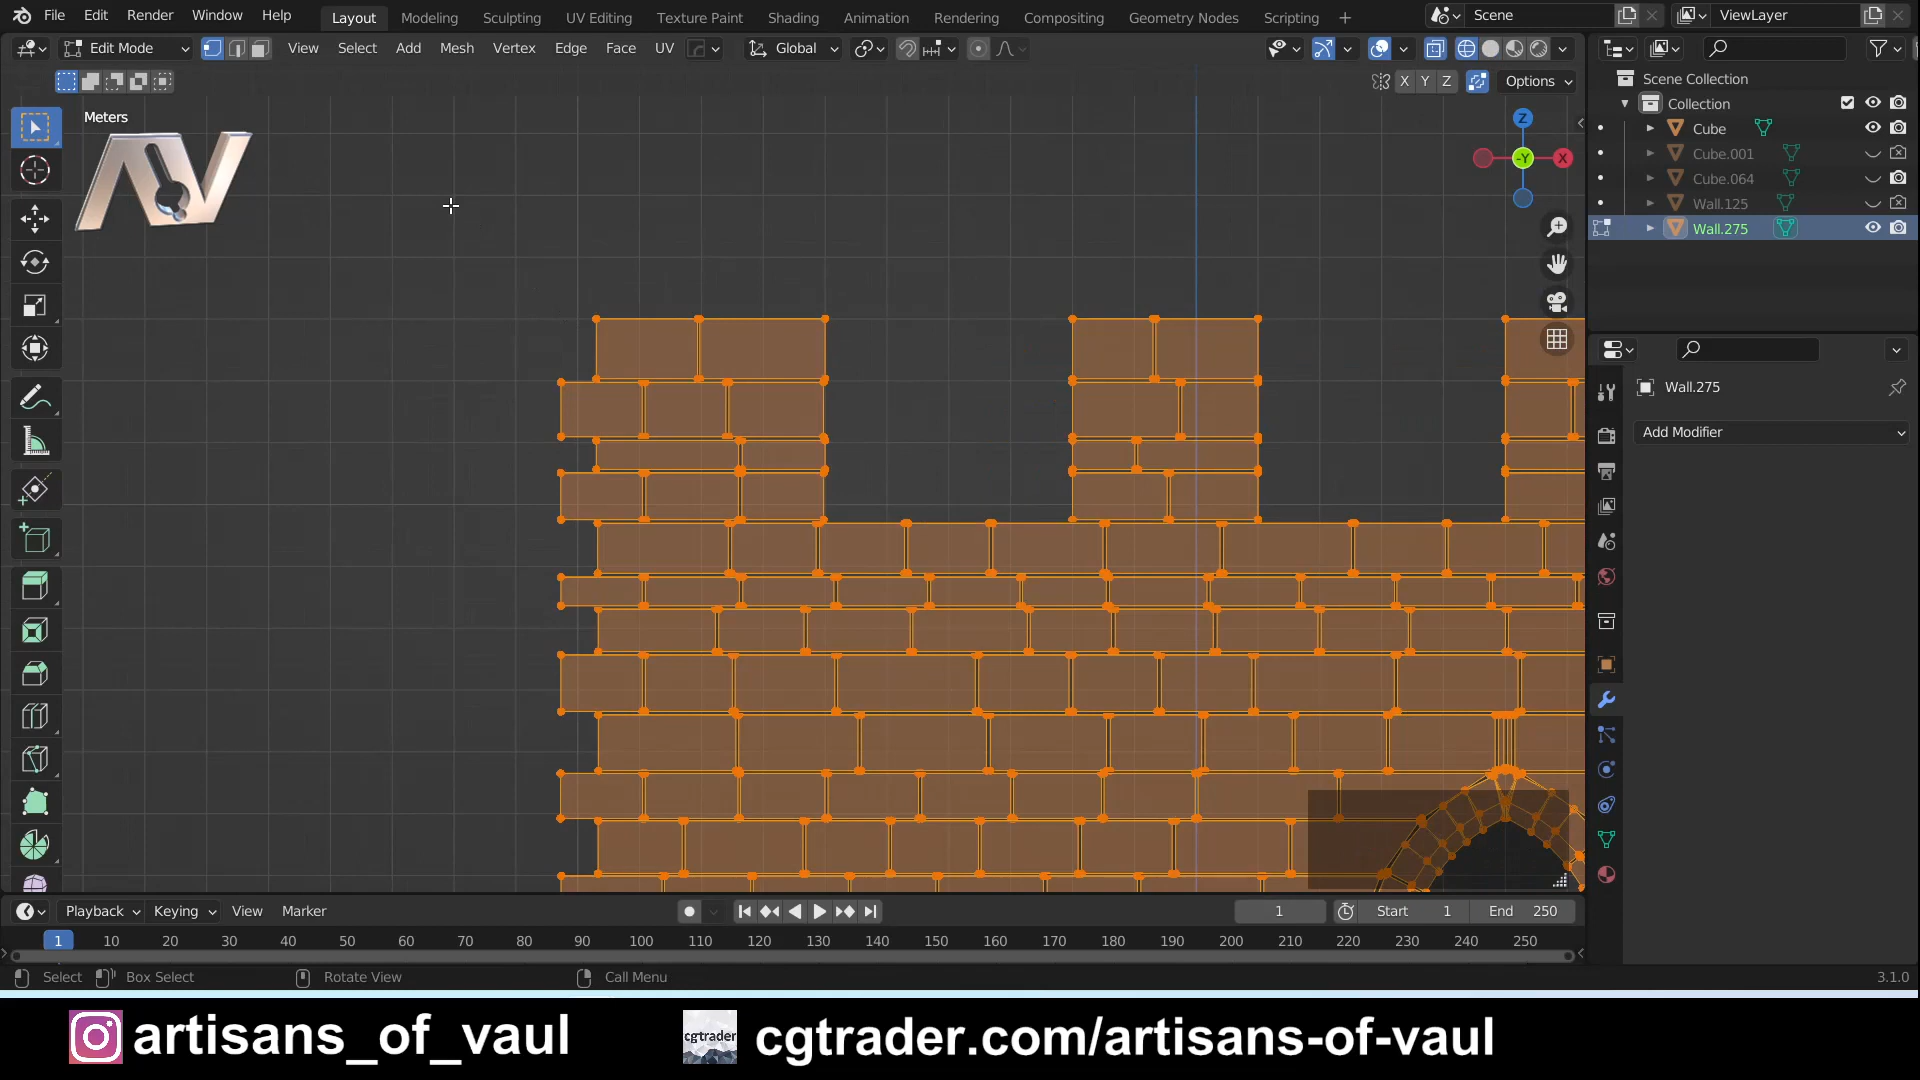 File Edit Render Window Help Layout Modeling Sculpting UV Editing Texture Paint Shading Animation Rendering Compositing Geometry Nodes Scripting + Scene ViewLayer
Edit Mode View Select Add Mesh Vertex Edge Face UV Global
X Y Z Options
Meters
AV
Z
-Y X
Scene Collection
Collection
Cube
Cube.001
Cube.064
Wall.125
Wall.275
Wall.275
Add Modifier
Playback Keying View Marker 1 Start 1 End 250
1 10 20 30 40 50 60 70 80 90 100 110 120 130 140 150 160 170 180 190 200 210 220 230 240 250
Select Box Select Rotate View Call Menu 3.1.0
artisans_of_vaul cgtrader cgtrader.com/artisans-of-vaul